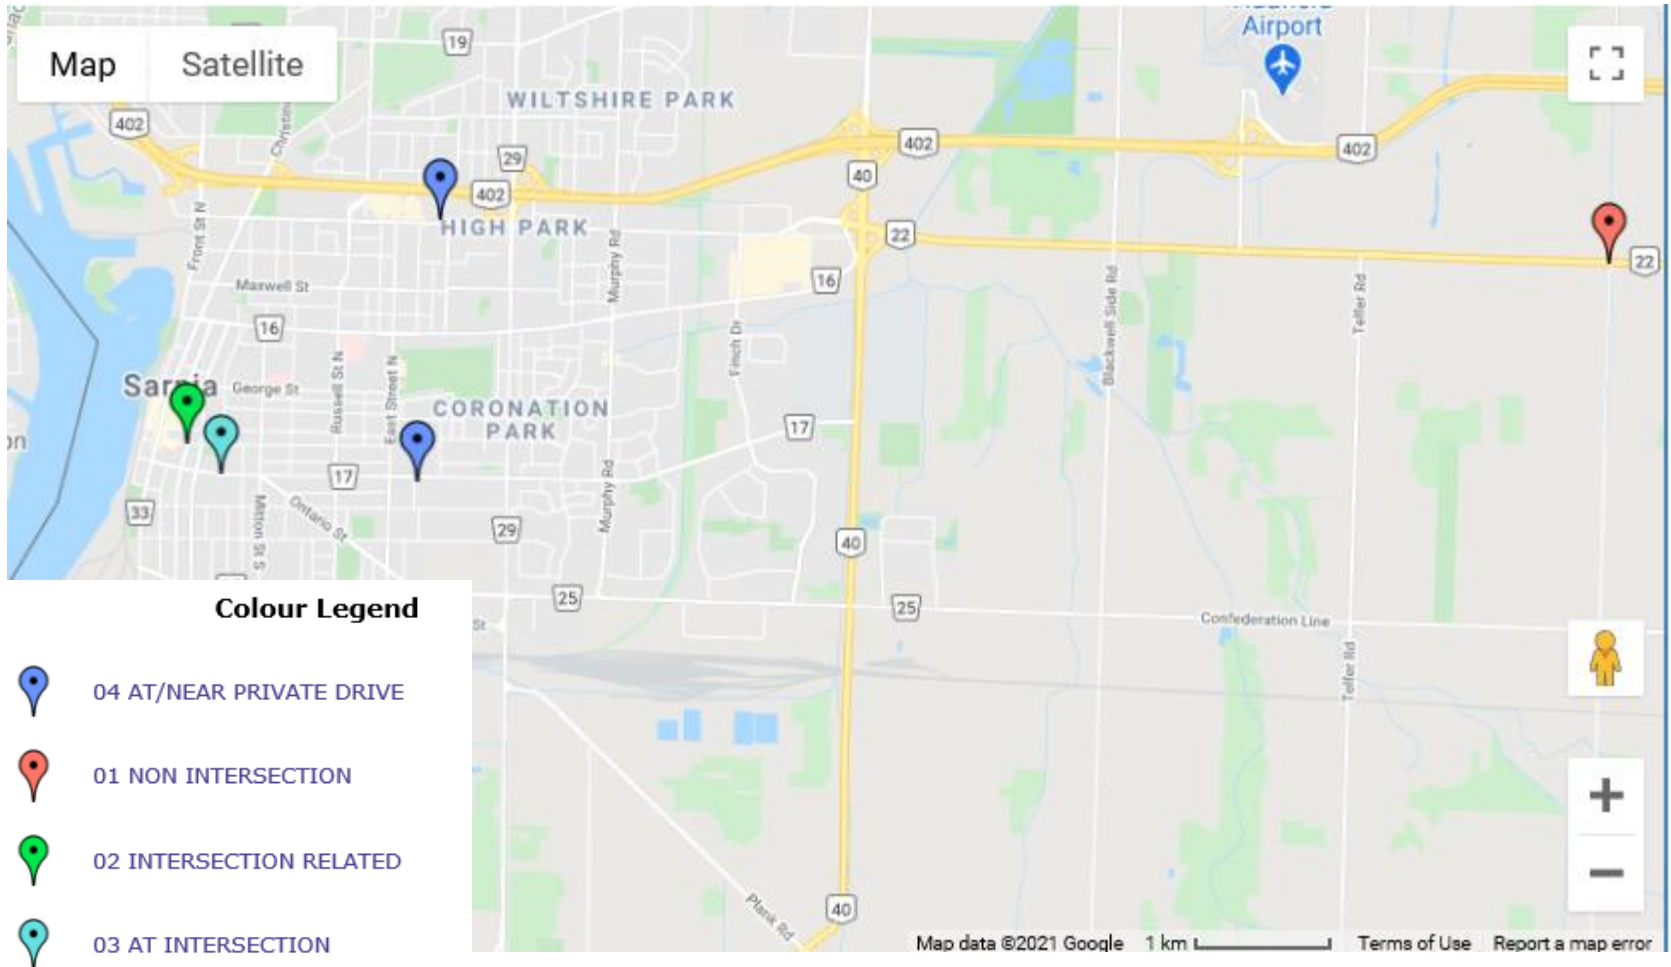 Airport
Map
Satellite
19
WILTSHIRE PARK
402
402
402
29
40
402
HIGH PARK
22
22
Front St N
Murphy Rd
Maxwell St
16
16
Blackwell Side Rd
Telfer Rd
Finch Dr
Sarnia
George St
Russell St N
East Street N
CORONATION
PARK
17
17
Murphy Rd
33
Mitton St S
Ontario St
29
40
25
25
Confederation Line
St
Telfer Rd
Colour Legend
04 AT/NEAR PRIVATE DRIVE
01 NON INTERSECTION
02 INTERSECTION RELATED
03 AT INTERSECTION
Plank Rd
40
Map data ©2021 Google
1 km
Terms of Use
Report a map error